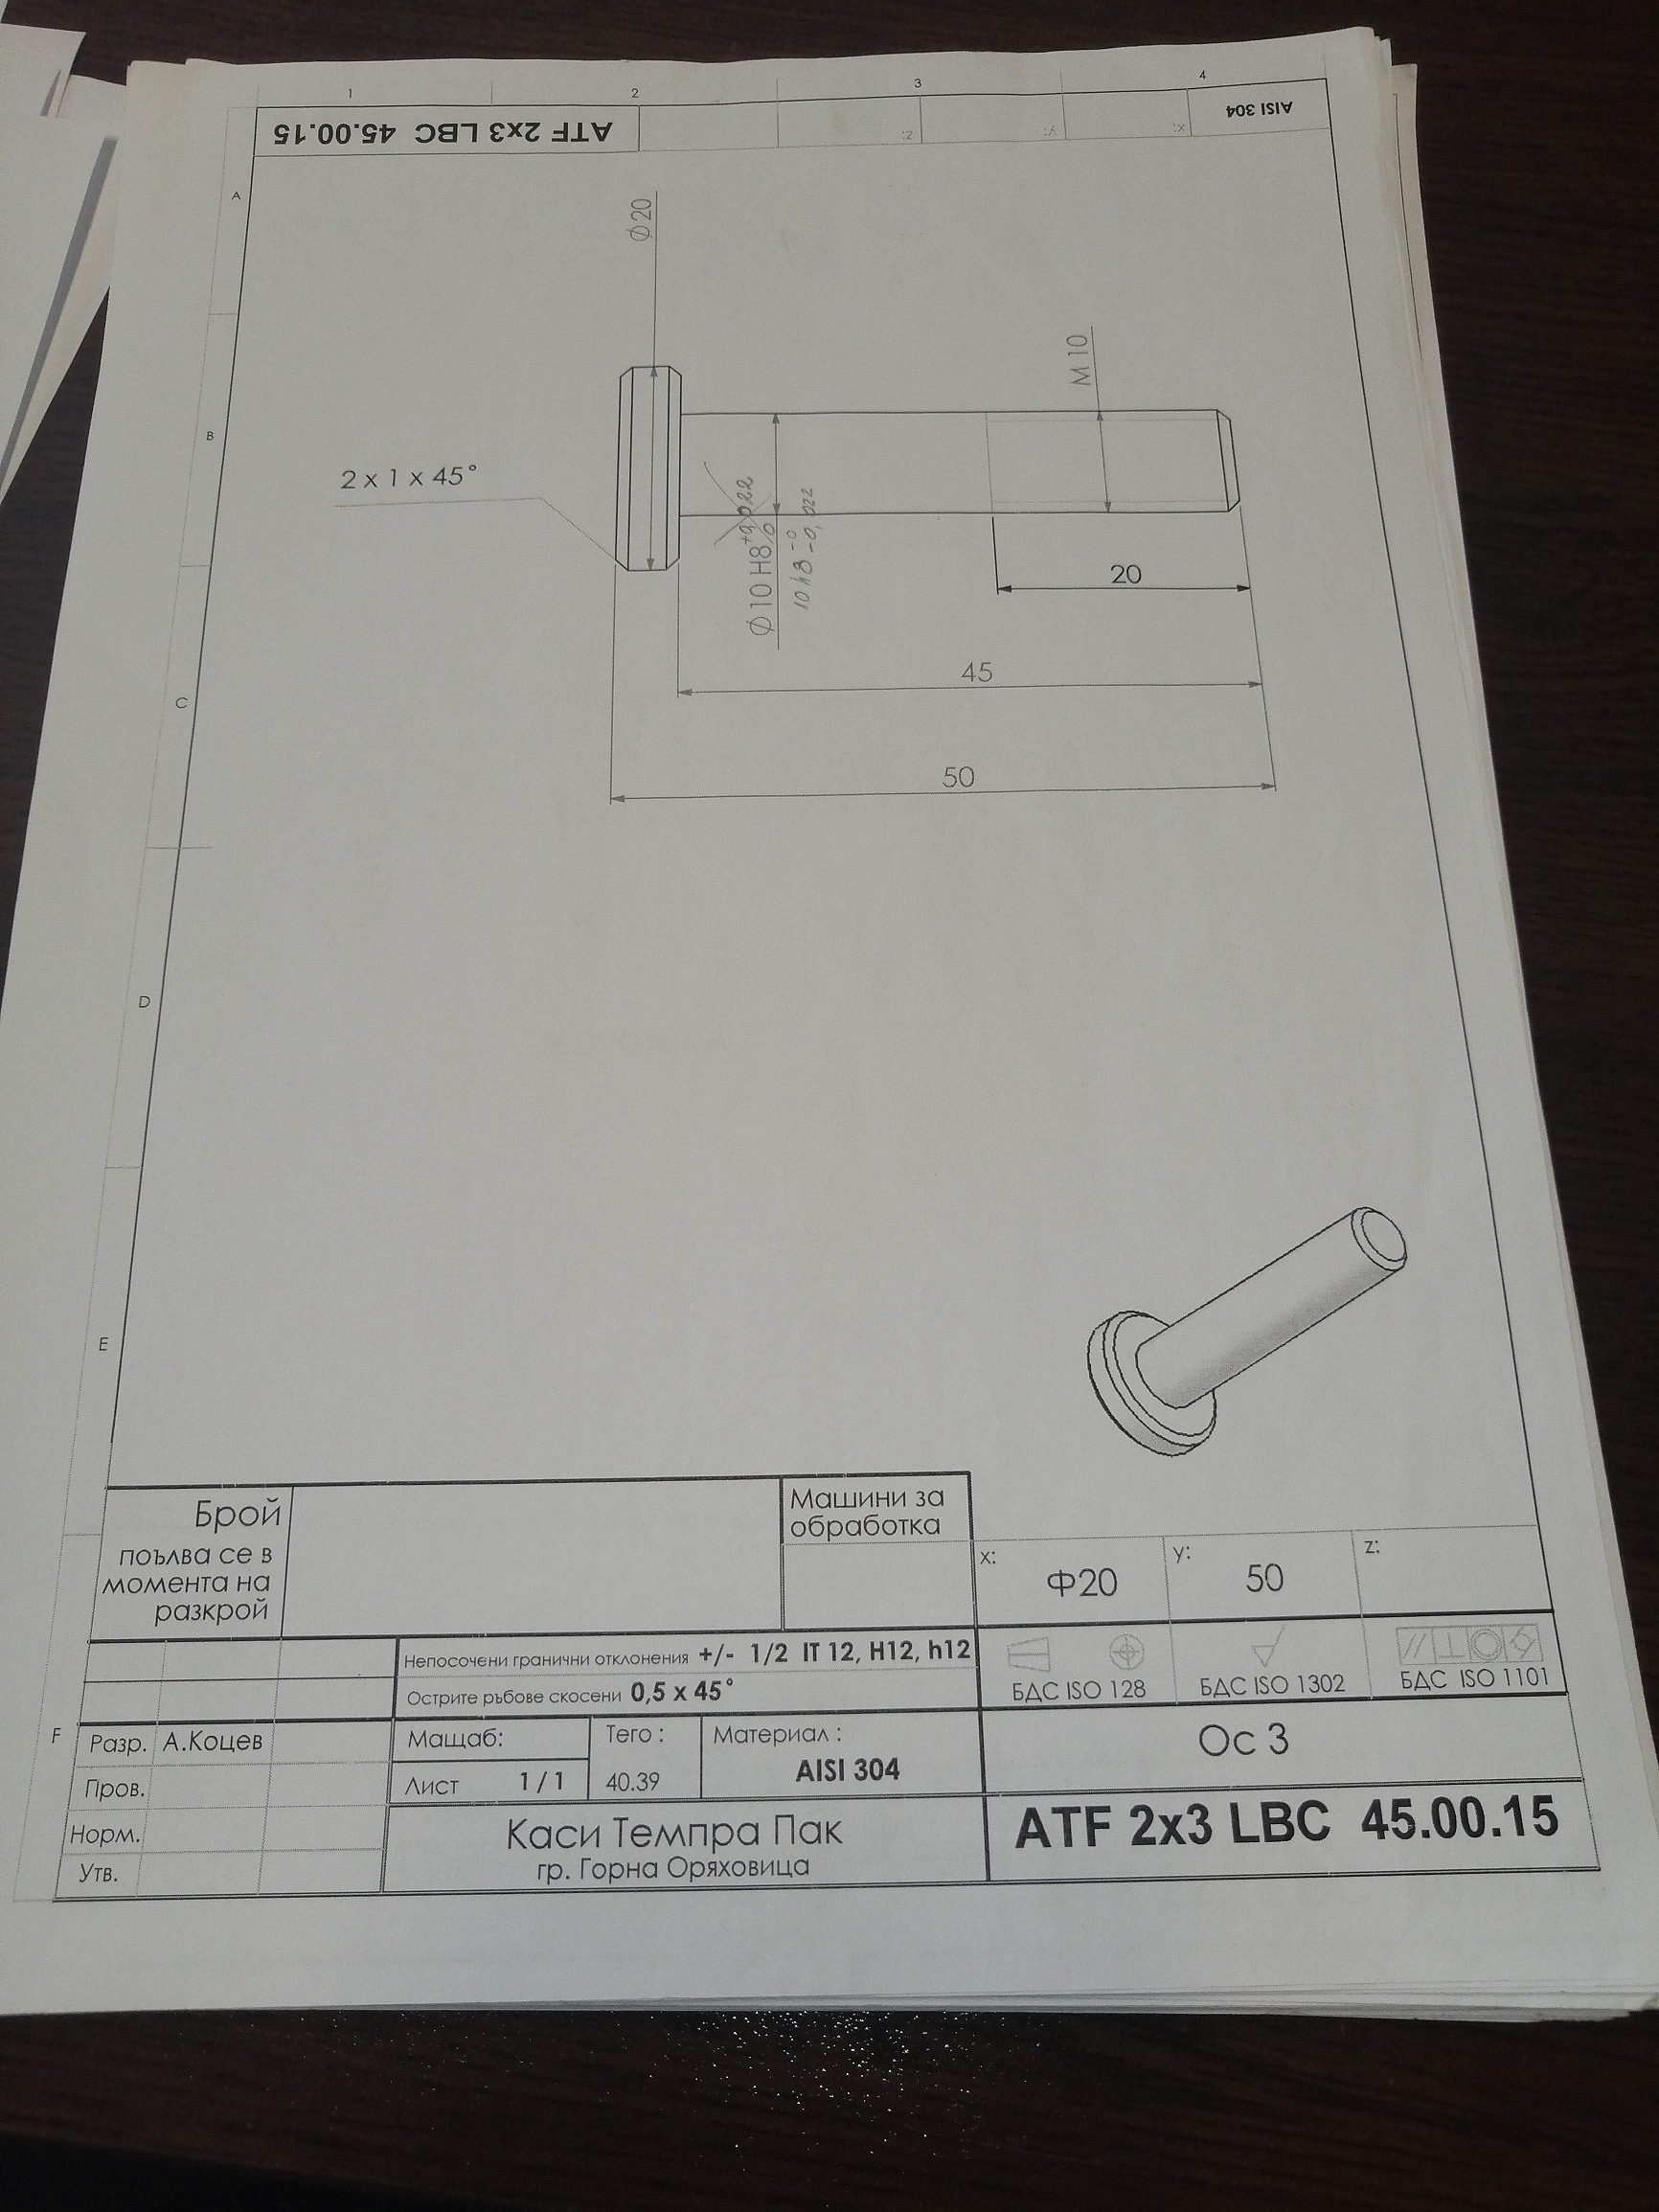 1 2 3 4
ATF 2x3 LBC 45.00.15 z: y: x: AISI 304
A
Ø20
M 10
B
2 x 1 x 45°
Ø10 H8 +0,022 0
10 h8 -0 -0,022
20
45
C
50
D
E
Брой
поълва се в
момента на
разкрой
Машини за
обработка
x: Ф20 y: 50 z:
Непосочени гранични отклонения +/- 1/2 IT 12, H12, h12
Острите ръбове скосени 0,5 x 45°
БДС ISO 128 БДС ISO 1302 БДС ISO 1101
F
Разр. А.Коцев Мащаб: Тего : Материал :
Ос 3
Пров. Лист 1 / 1 40.39 AISI 304
Норм. Каси Темпра Пак ATF 2x3 LBC 45.00.15
Утв. гр. Горна Оряховица